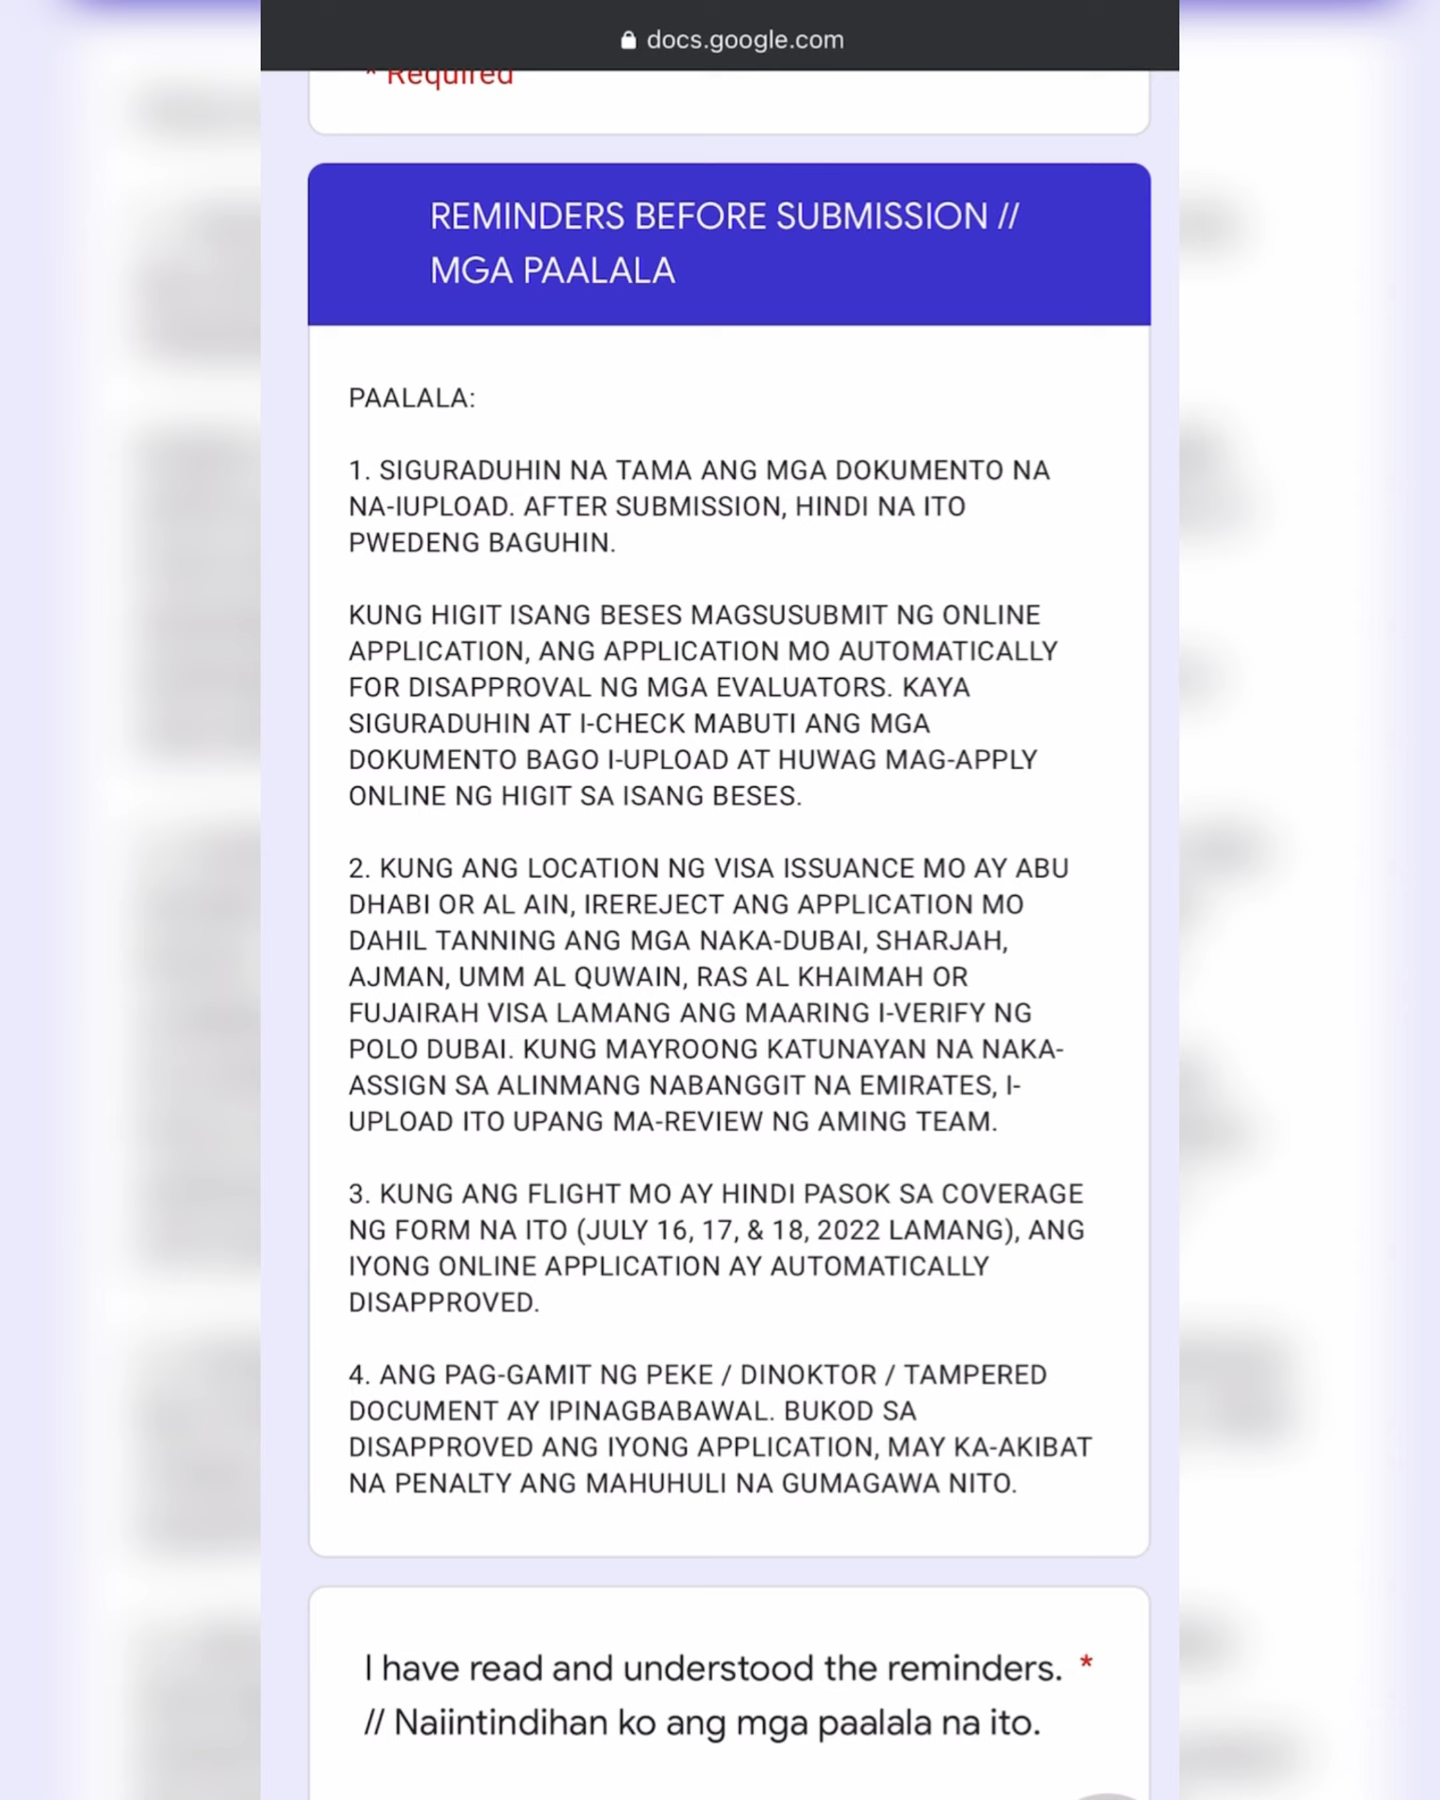 docs.google.com
* Required
REMINDERS BEFORE SUBMISSION //
MGA PAALALA
PAALALA:
1. SIGURADUHIN NA TAMA ANG MGA DOKUMENTO NA
NA-IUPLOAD. AFTER SUBMISSION, HINDI NA ITO
PWEDENG BAGUHIN.
KUNG HIGIT ISANG BESES MAGSUSUBMIT NG ONLINE
APPLICATION, ANG APPLICATION MO AUTOMATICALLY
FOR DISAPPROVAL NG MGA EVALUATORS. KAYA
SIGURADUHIN AT I-CHECK MABUTI ANG MGA
DOKUMENTO BAGO I-UPLOAD AT HUWAG MAG-APPLY
ONLINE NG HIGIT SA ISANG BESES.
2. KUNG ANG LOCATION NG VISA ISSUANCE MO AY ABU
DHABI OR AL AIN, IREREJECT ANG APPLICATION MO
DAHIL TANNING ANG MGA NAKA-DUBAI, SHARJAH,
AJMAN, UMM AL QUWAIN, RAS AL KHAIMAH OR
FUJAIRAH VISA LAMANG ANG MAARING I-VERIFY NG
POLO DUBAI. KUNG MAYROONG KATUNAYAN NA NAKA-
ASSIGN SA ALINMANG NABANGGIT NA EMIRATES, I-
UPLOAD ITO UPANG MA-REVIEW NG AMING TEAM.
3. KUNG ANG FLIGHT MO AY HINDI PASOK SA COVERAGE
NG FORM NA ITO (JULY 16, 17, & 18, 2022 LAMANG), ANG
IYONG ONLINE APPLICATION AY AUTOMATICALLY
DISAPPROVED.
4. ANG PAG-GAMIT NG PEKE / DINOKTOR / TAMPERED
DOCUMENT AY IPINAGBABAWAL. BUKOD SA
DISAPPROVED ANG IYONG APPLICATION, MAY KA-AKIBAT
NA PENALTY ANG MAHUHULI NA GUMAGAWA NITO.
I have read and understood the reminders. *
// Naiintindihan ko ang mga paalala na ito.